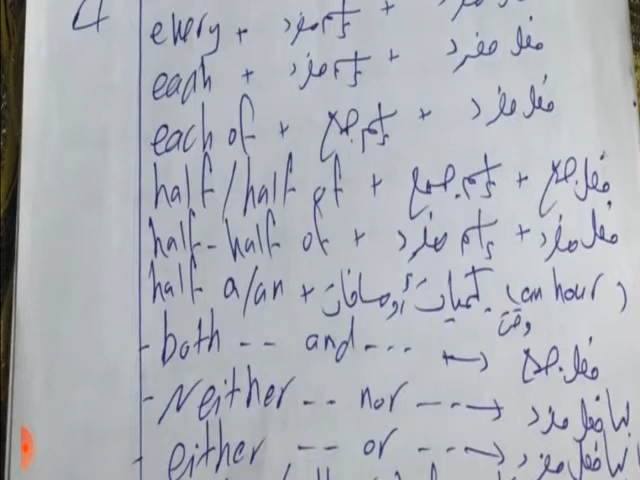 every + اسم مفرد + فعل مفرد
each + اسم مفرد + فعل مفرد
each of + اسم جمع + فعل مفرد
half/half of + اسم جمع + فعل جمع
half-half of + اسم مفرد + فعل مفرد
half a/an + كميات أو مسافات (an hour) وقت
- both -- and --- → فعل جمع
- Neither -- nor --- → فعل مفرد
- either -- or --- → فعل مفرد